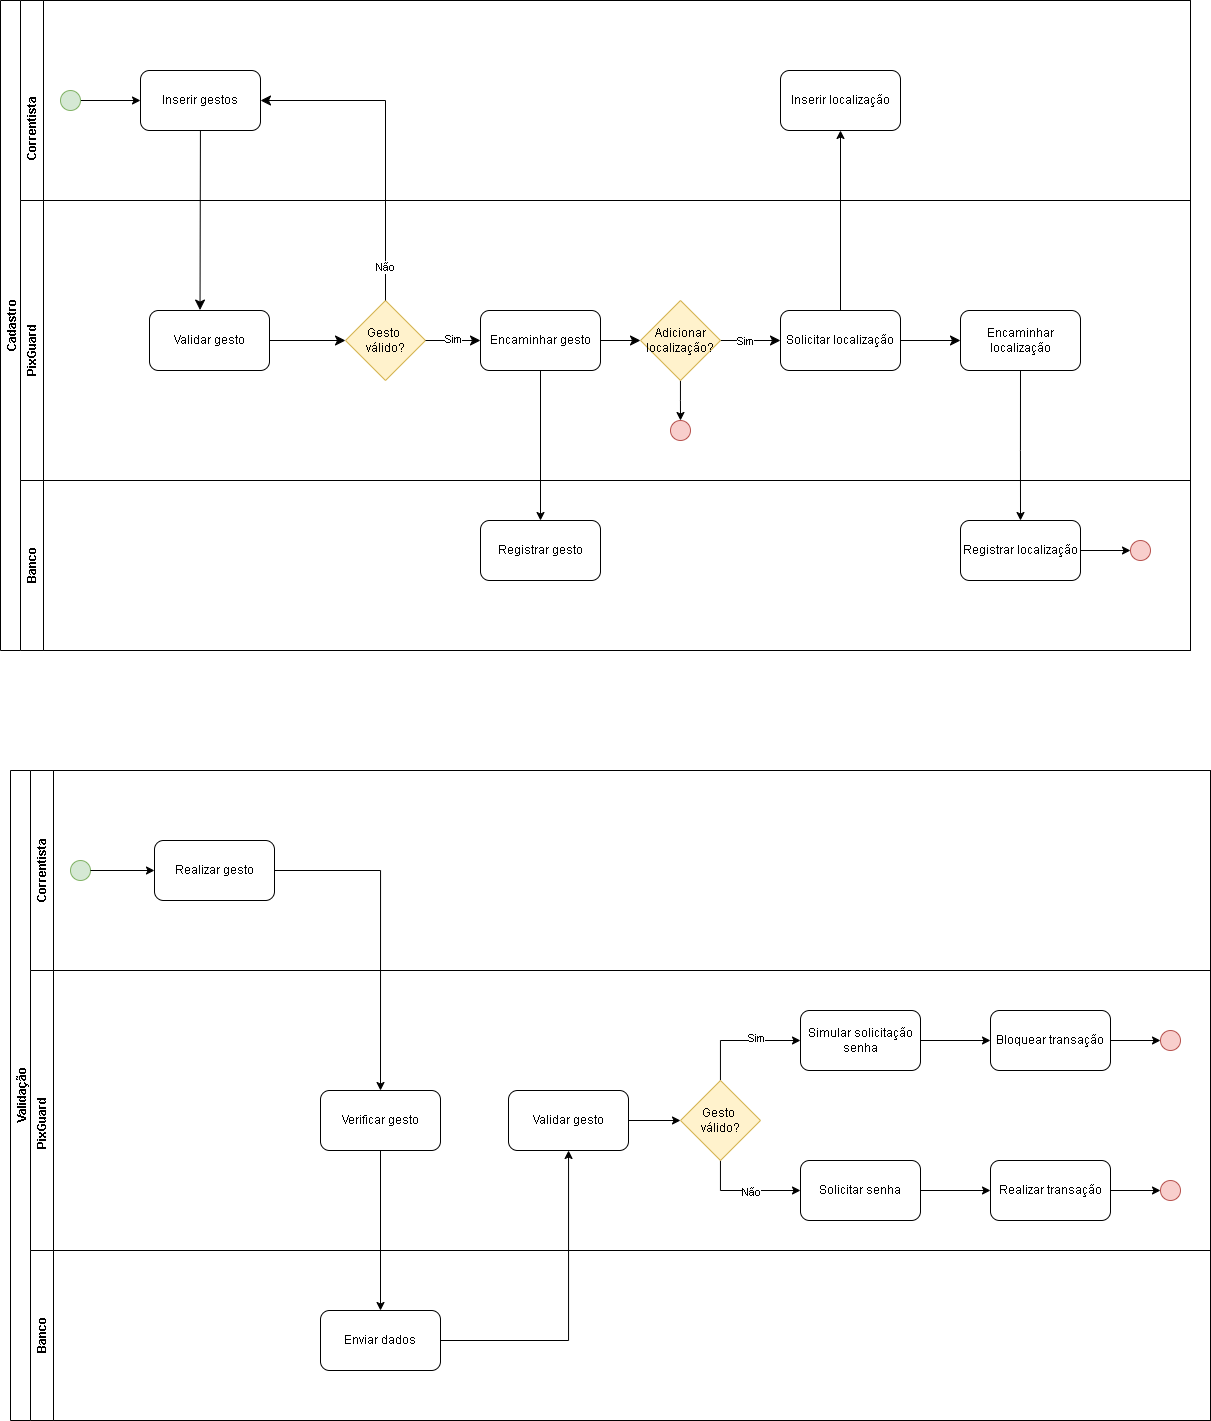 Cadastro
Correntista
Inserir gestos
Inserir localização
Não
PixGuard
Validar gesto
Gesto
válido?
Sim
Encaminhar gesto
Adicionar
localização?
Sim
Solicitar localização
Encaminhar
localização
Banco
Registrar gesto
Registrar localização
Validação
Correntista
Realizar gesto
PixGuard
Verificar gesto
Validar gesto
Gesto
válido?
Sim
Simular solicitação
senha
Bloquear transação
Não
Solicitar senha
Realizar transação
Banco
Enviar dados